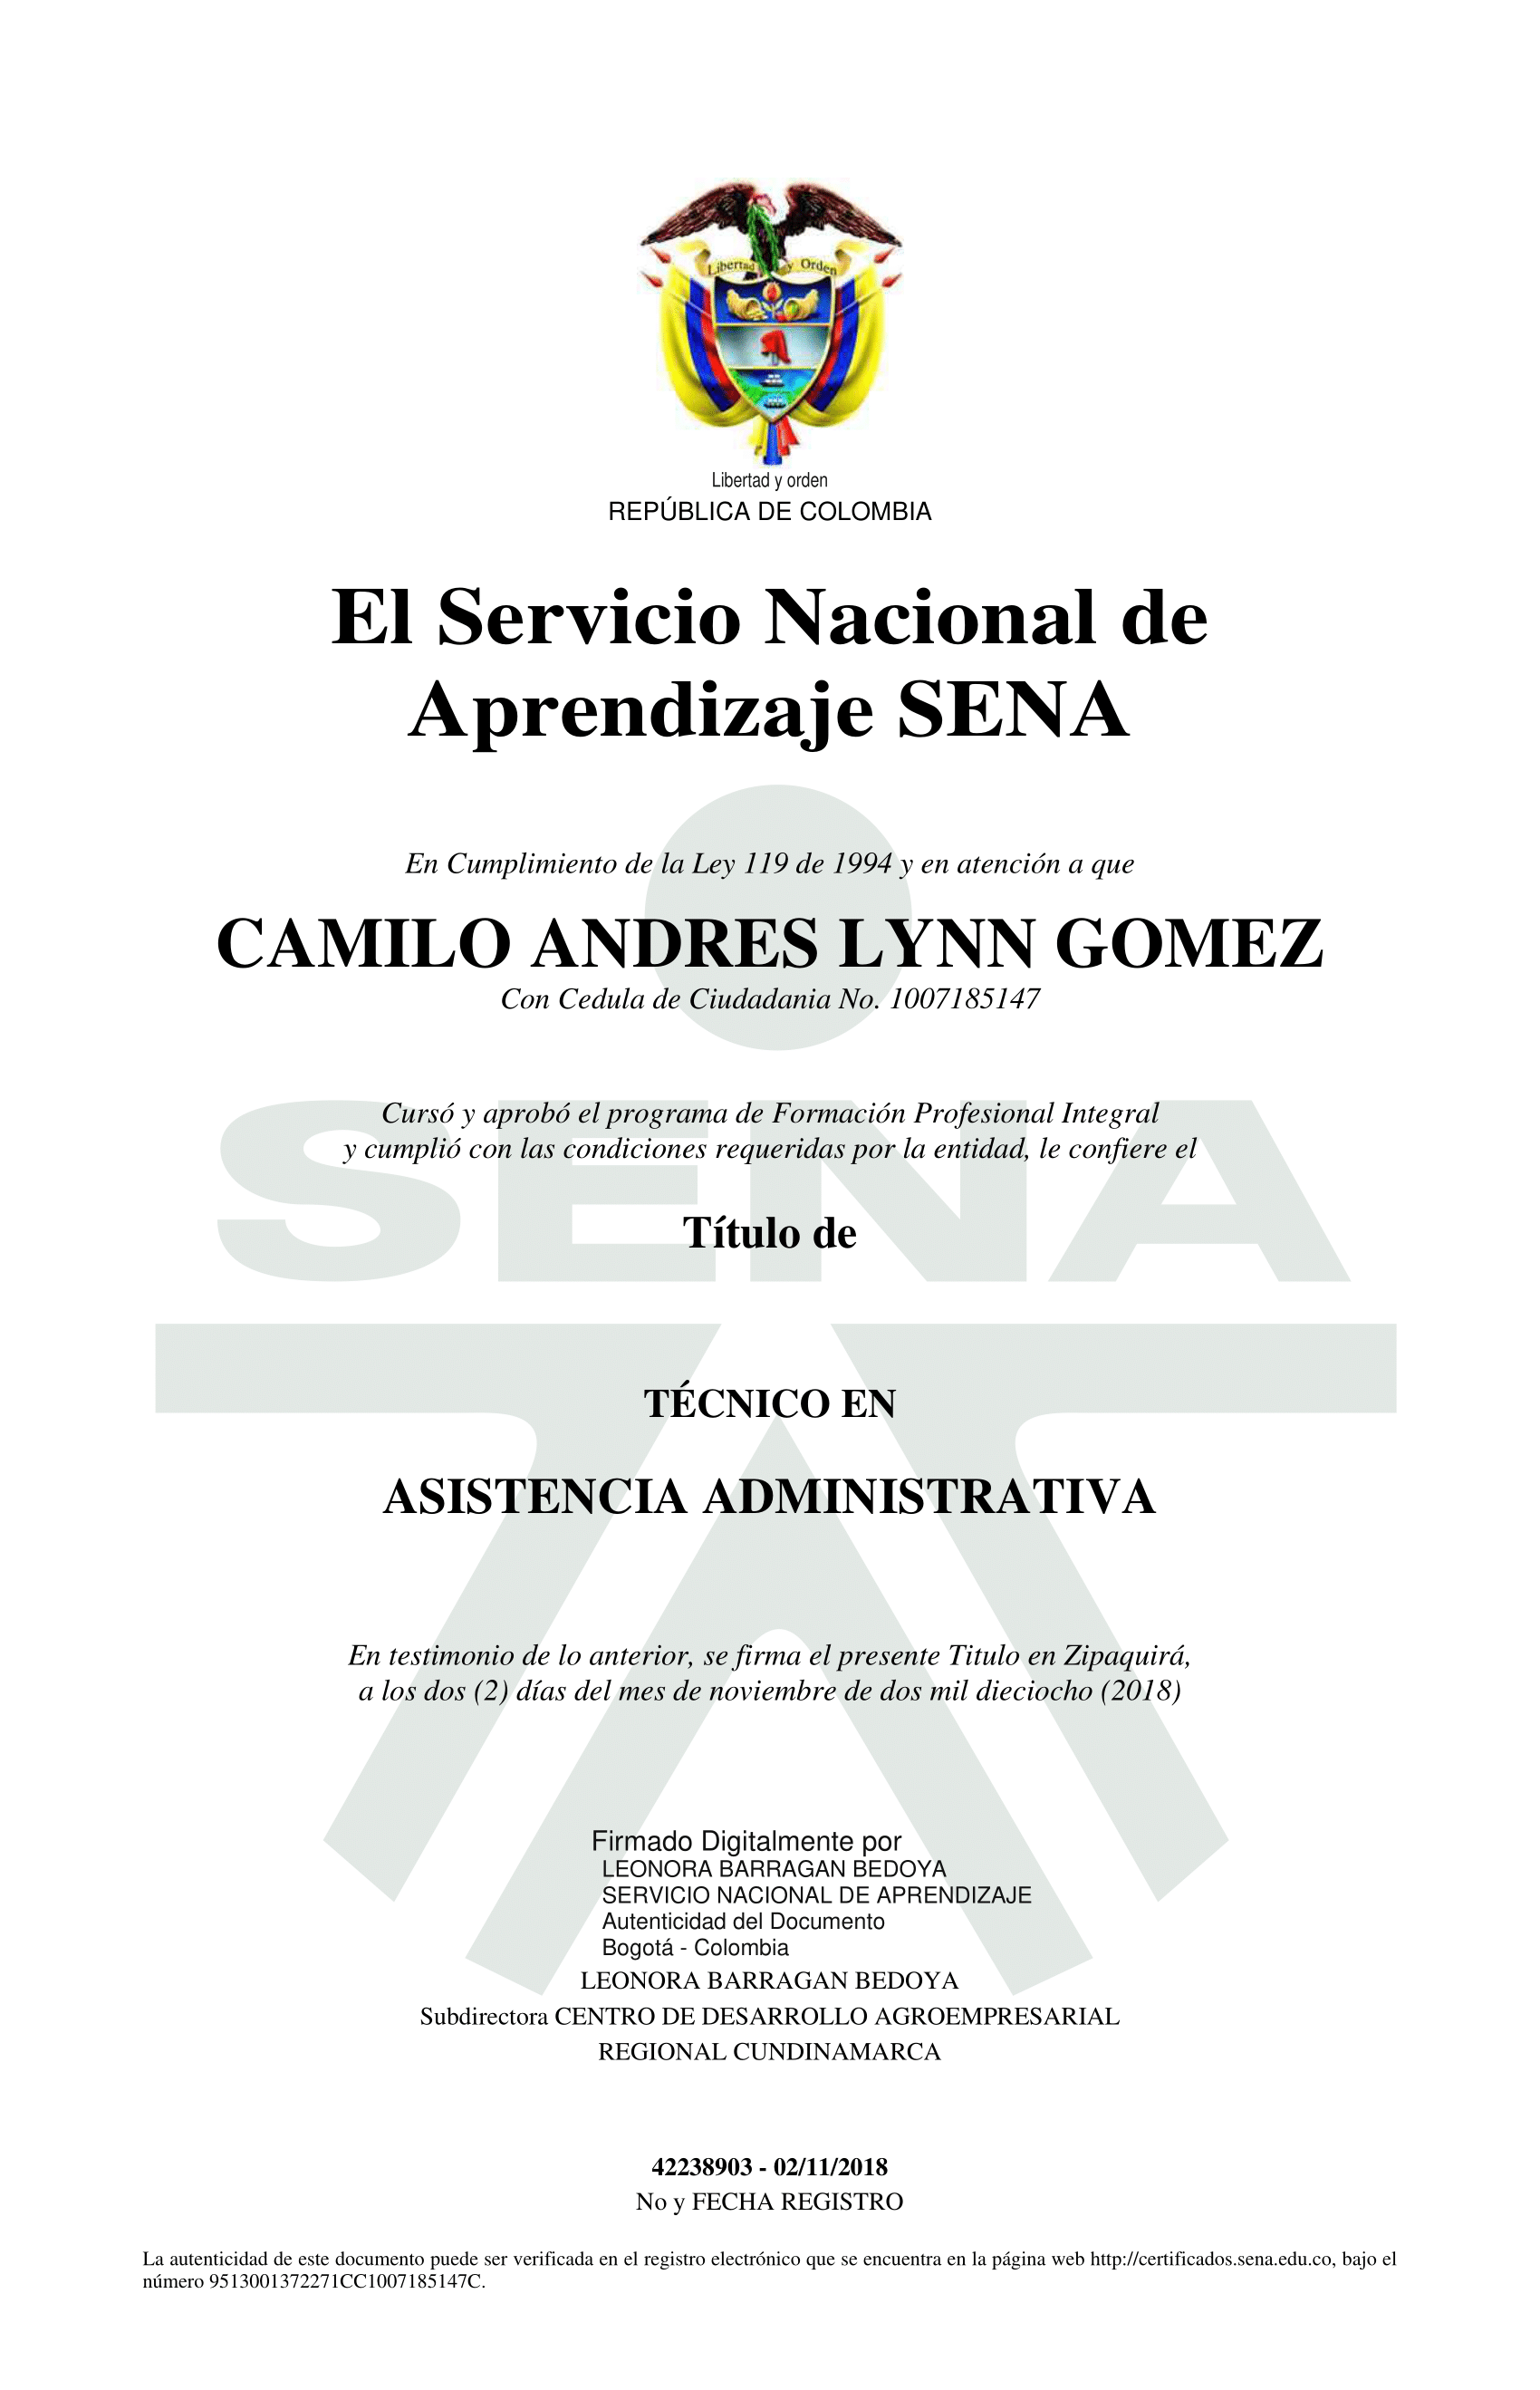 Libertad y Orden
Libertad y orden
REPÚBLICA DE COLOMBIA
El Servicio Nacional de
Aprendizaje SENA
En Cumplimiento de la Ley 119 de 1994 y en atención a que
CAMILO ANDRES LYNN GOMEZ
Con Cedula de Ciudadania No. 1007185147
SENA
Cursó y aprobó el programa de Formación Profesional Integral
y cumplió con las condiciones requeridas por la entidad, le confiere el
Título de
TÉCNICO EN
ASISTENCIA ADMINISTRATIVA
En testimonio de lo anterior, se firma el presente Titulo en Zipaquirá,
a los dos (2) días del mes de noviembre de dos mil dieciocho (2018)
Firmado Digitalmente por
LEONORA BARRAGAN BEDOYA
SERVICIO NACIONAL DE APRENDIZAJE
Autenticidad del Documento
Bogotá - Colombia
LEONORA BARRAGAN BEDOYA
Subdirectora CENTRO DE DESARROLLO AGROEMPRESARIAL
REGIONAL CUNDINAMARCA
42238903 - 02/11/2018
No y FECHA REGISTRO
La autenticidad de este documento puede ser verificada en el registro electrónico que se encuentra en la página web http://certificados.sena.edu.co, bajo el
número 9513001372271CC1007185147C.